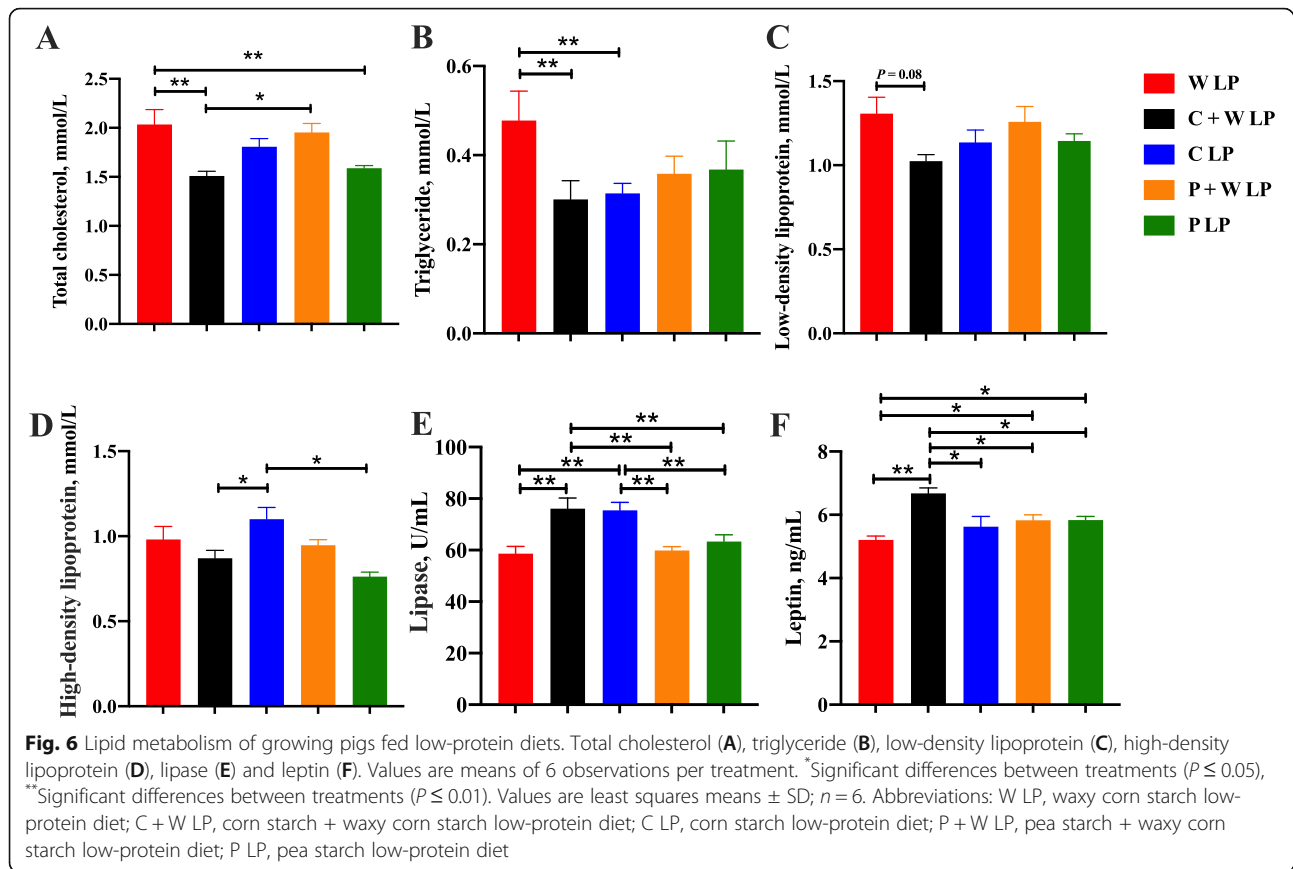 A
**
**
*
2.5
2.0
1.5
1.0
0.5
0.0
Total cholesterol, mmol/L
B
**
**
0.6
0.4
0.2
0.0
Triglyceride, mmol/L
C
P = 0.08
1.5
1.0
0.5
0.0
Low-density lipoprotein, mmol/L
W LP
C + W LP
C LP
P + W LP
P LP
D
*
*
1.5
1.0
0.5
0.0
High-density lipoprotein, mmol/L
E
**
**
**
**
**
**
100
80
60
40
20
0
Lipase, U/mL
F
*
*
*
*
*
**
8
6
4
2
0
Leptin, ng/mL
Fig. 6 Lipid metabolism of growing pigs fed low-protein diets. Total cholesterol (A), triglyceride (B), low-density lipoprotein (C), high-density
lipoprotein (D), lipase (E) and leptin (F). Values are means of 6 observations per treatment. *Significant differences between treatments (P ≤ 0.05),
**Significant differences between treatments (P ≤ 0.01). Values are least squares means ± SD; n = 6. Abbreviations: W LP, waxy corn starch low-
protein diet; C + W LP, corn starch + waxy corn starch low-protein diet; C LP, corn starch low-protein diet; P + W LP, pea starch + waxy corn
starch low-protein diet; P LP, pea starch low-protein diet